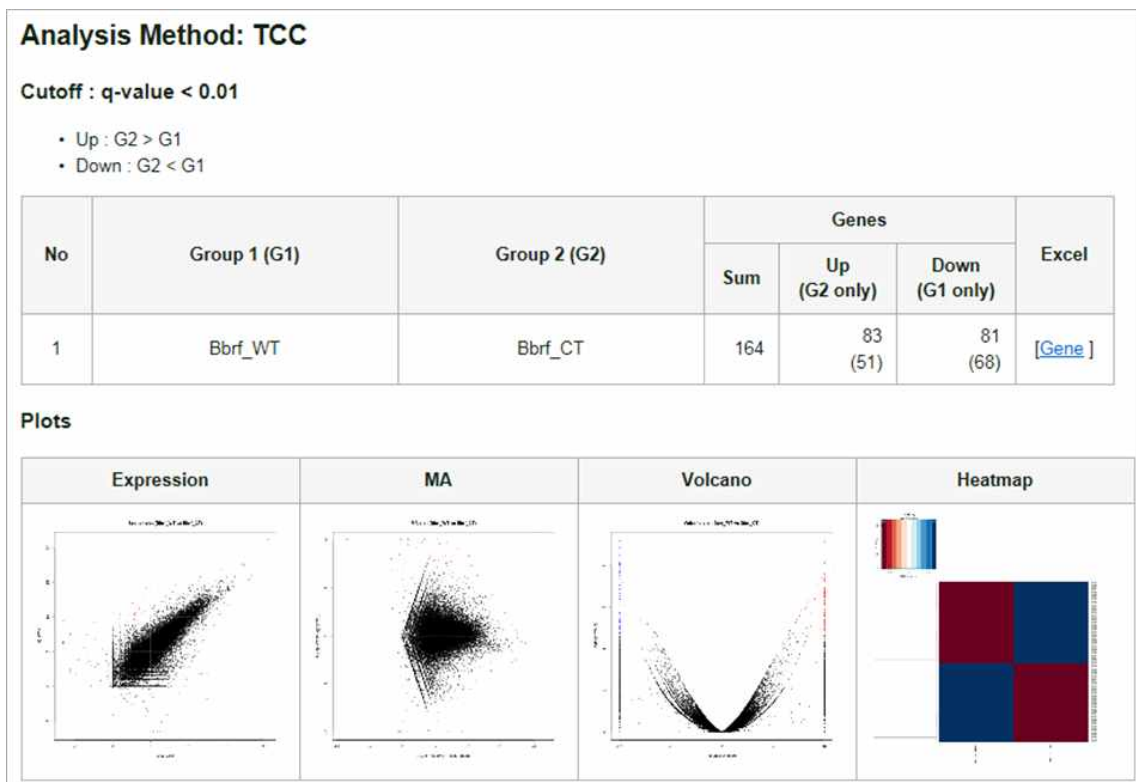 Analysis Method: TCC
Cutoff : q-value < 0.01
• Up : G2 > G1
• Down : G2 < G1
No
Group 1 (G1)
Group 2 (G2)
Genes
Excel
Sum
Up
(G2 only)
Down
(G1 only)
1
Bbrf_WT
Bbrf_CT
164
83
(51)
81
(68)
[Gene ]
Plots
Expression
MA
Volcano
Heatmap